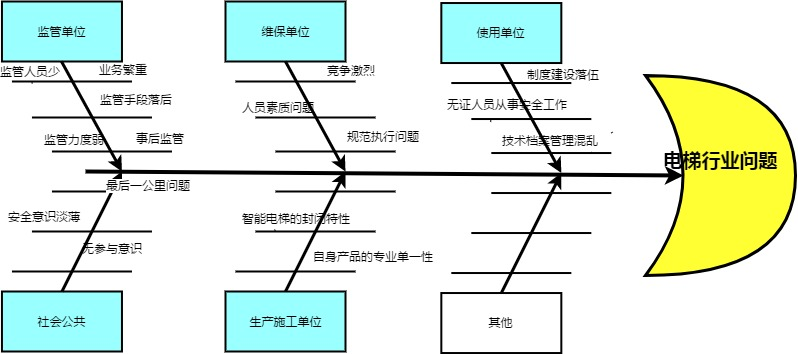 监管单位
维保单位
使用单位
监管人员少
业务繁重
竞争激烈
制度建设落伍
监管手段落后
人员素质问题
无证人员从事安全工作
监管力度弱
事后监管
规范执行问题
技术档案管理混乱
电梯行业问题
最后一公里问题
安全意识淡薄
智能电梯的封闭特性
无参与意识
自身产品的专业单一性
社会公共
生产施工单位
其他